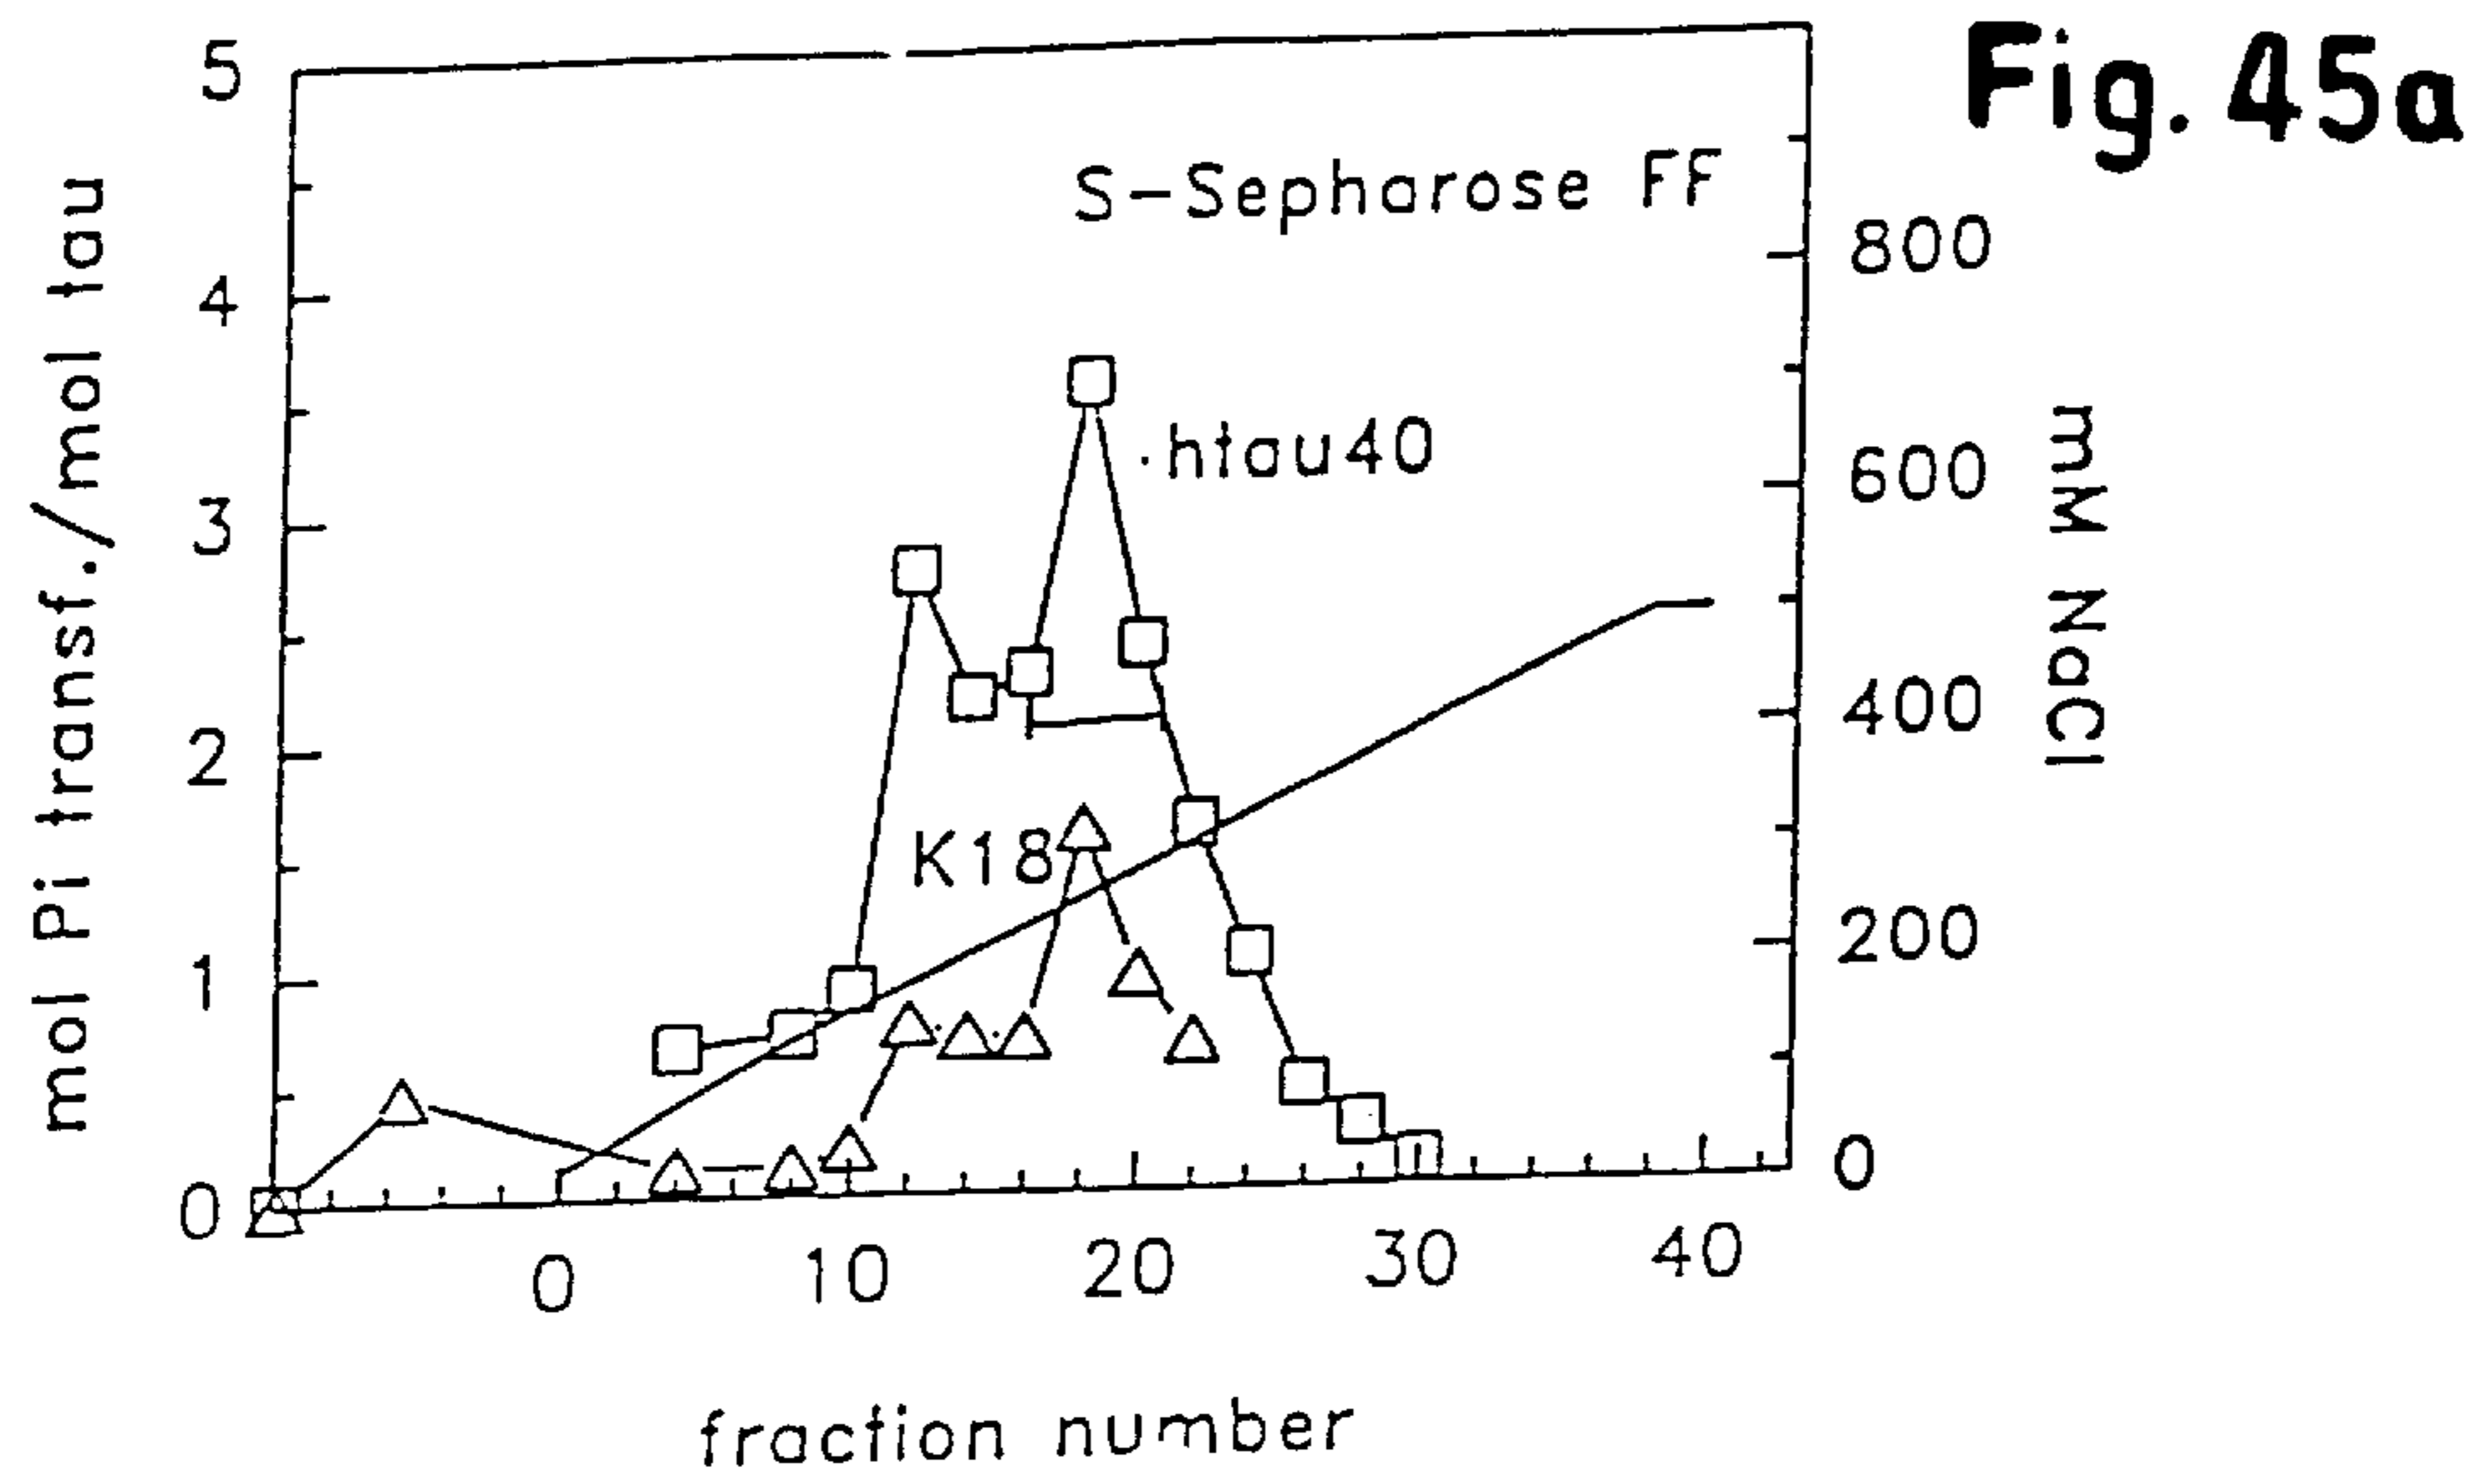 Fig. 45a
S-Sepharose FF
htau40
K18
mol Pi transf./mol tau
5
4
3
2
1
0
mM NaCl
800
600
400
200
0
0 10 20 30 40
fraction number